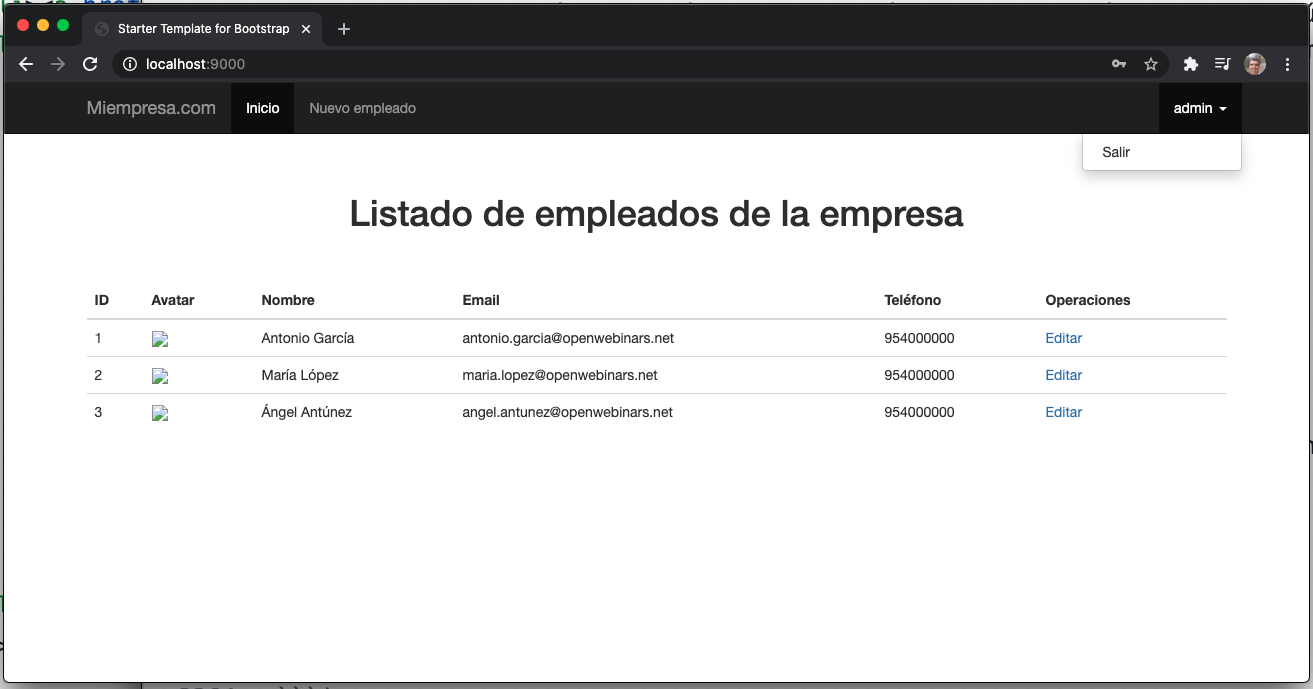 Starter Template for Bootstrap
localhost:9000
Miempresa.com Inicio Nuevo empleado admin
Salir
Listado de empleados de la empresa
ID Avatar Nombre Email Teléfono Operaciones
1 Antonio García antonio.garcia@openwebinars.net 954000000 Editar
2 María López maria.lopez@openwebinars.net 954000000 Editar
3 Ángel Antúnez angel.antunez@openwebinars.net 954000000 Editar